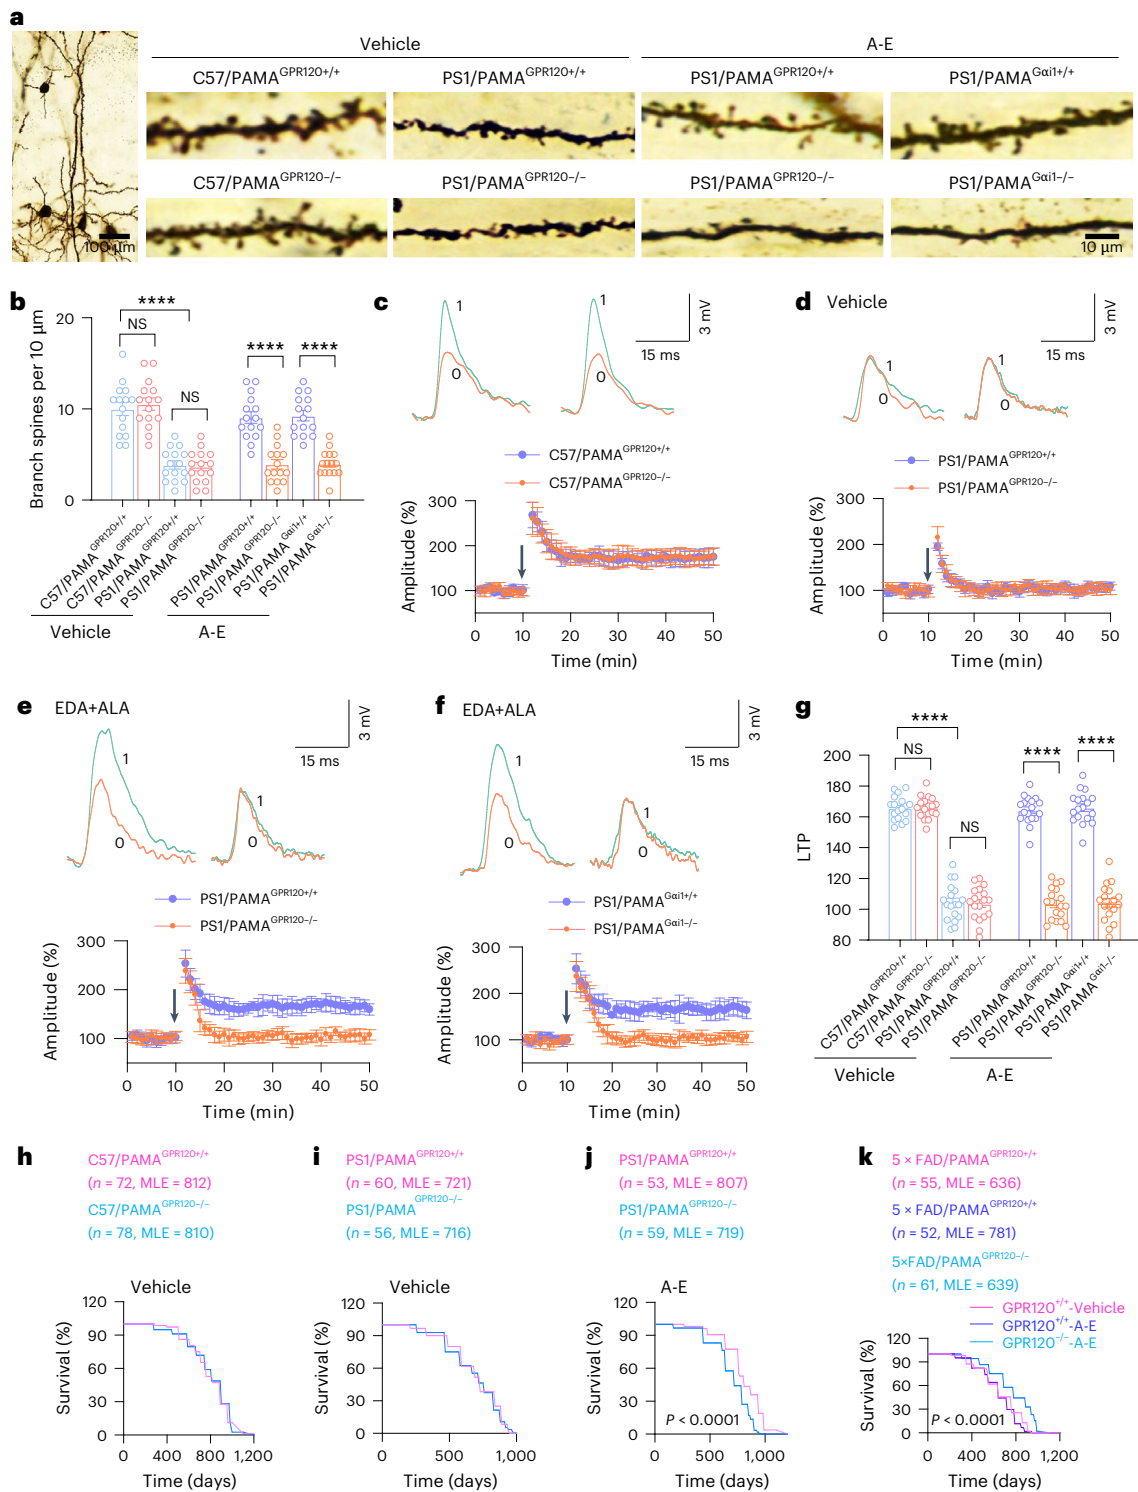 a
Vehicle
A-E
C57/PAMA^GPR120+/+
PS1/PAMA^GPR120+/+
PS1/PAMA^GPR120+/+
PS1/PAMA^Gαi1+/+
C57/PAMA^GPR120−/−
PS1/PAMA^GPR120−/−
PS1/PAMA^GPR120−/−
PS1/PAMA^Gαi1−/−
100 µm
10 µm
b
Branch spines per 10 µm
20
10
0
NS
****
NS
****
****
C57/PAMA^GPR120+/+
C57/PAMA^GPR120−/−
PS1/PAMA^GPR120+/+
PS1/PAMA^GPR120−/−
PS1/PAMA^GPR120+/+
PS1/PAMA^GPR120−/−
PS1/PAMA^Gαi1+/+
PS1/PAMA^Gαi1−/−
Vehicle
A-E
c
1
0
1
0
3 mV
15 ms
C57/PAMA^GPR120+/+
C57/PAMA^GPR120−/−
Amplitude (%)
300
200
100
0 10 20 30 40 50
Time (min)
d
Vehicle
1
0
1
0
3 mV
15 ms
PS1/PAMA^GPR120+/+
PS1/PAMA^GPR120−/−
Amplitude (%)
300
200
100
0 10 20 30 40 50
Time (min)
e
EDA+ALA
1
0
1
0
3 mV
15 ms
PS1/PAMA^GPR120+/+
PS1/PAMA^GPR120−/−
Amplitude (%)
300
200
100
0 10 20 30 40 50
Time (min)
f
EDA+ALA
1
0
1
0
3 mV
15 ms
PS1/PAMA^Gαi1+/+
PS1/PAMA^Gαi1−/−
Amplitude (%)
300
200
100
0 10 20 30 40 50
Time (min)
g
LTP
200
180
160
140
120
100
80
****
NS
NS
****
****
C57/PAMA^GPR120+/+
C57/PAMA^GPR120−/−
PS1/PAMA^GPR120+/+
PS1/PAMA^GPR120−/−
PS1/PAMA^GPR120+/+
PS1/PAMA^GPR120−/−
PS1/PAMA^Gαi1+/+
PS1/PAMA^Gαi1−/−
Vehicle
A-E
h
C57/PAMA^GPR120+/+
(n = 72, MLE = 812)
C57/PAMA^GPR120−/−
(n = 78, MLE = 810)
Vehicle
Survival (%)
120
90
60
30
0
0 400 800 1,200
Time (days)
i
PS1/PAMA^GPR120+/+
(n = 60, MLE = 721)
PS1/PAMA^GPR120−/−
(n = 56, MLE = 716)
Vehicle
Survival (%)
120
90
60
30
0
0 500 1,000
Time (days)
j
PS1/PAMA^GPR120+/+
(n = 53, MLE = 807)
PS1/PAMA^GPR120−/−
(n = 59, MLE = 719)
A-E
Survival (%)
120
90
60
30
0
P < 0.0001
0 500 1,000
Time (days)
k
5 × FAD/PAMA^GPR120+/+
(n = 55, MLE = 636)
5 × FAD/PAMA^GPR120+/+
(n = 52, MLE = 781)
5×FAD/PAMA^GPR120−/−
(n = 61, MLE = 639)
GPR120^+/+-Vehicle
GPR120^+/+-A-E
GPR120^−/−-A-E
Survival (%)
120
90
60
30
0
P < 0.0001
0 400 800 1,200
Time (days)